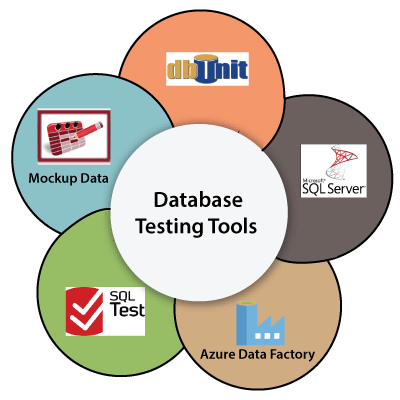 dbUnit
Mockup Data
Microsoft
SQL Server
Database
Testing Tools
SQL
Test
Azure Data Factory